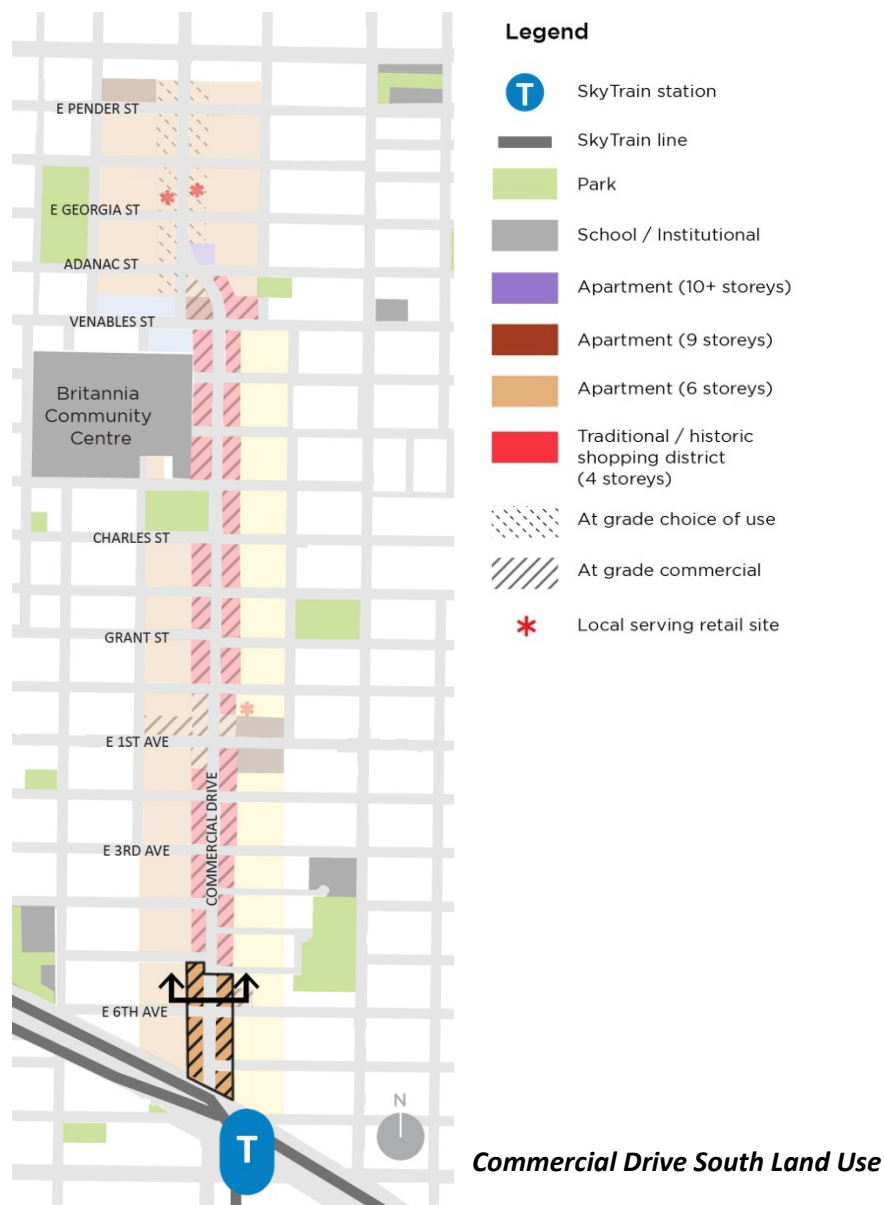 E PENDER ST
E GEORGIA ST
ADANAC ST
VENABLES ST
Britannia
Community
Centre
CHARLES ST
GRANT ST
E 1ST AVE
COMMERCIAL DRIVE
E 3RD AVE
E 6TH AVE
T
N
Legend
T
SkyTrain station
SkyTrain line
Park
School / Institutional
Apartment (10+ storeys)
Apartment (9 storeys)
Apartment (6 storeys)
Traditional / historic
shopping district
(4 storeys)
At grade choice of use
At grade commercial
Local serving retail site
Commercial Drive South Land Use